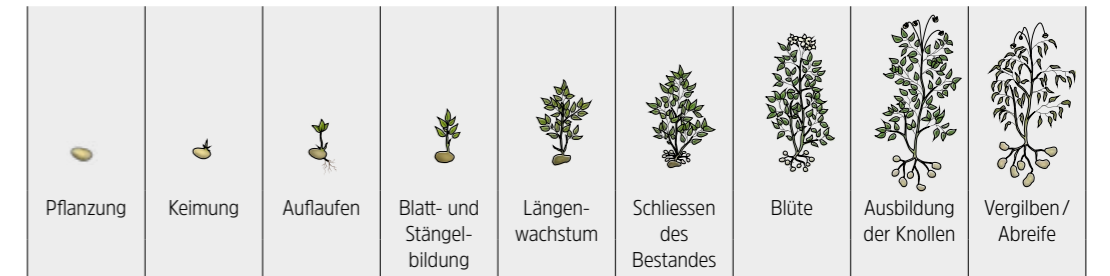 Pflanzung
Keimung
Auflaufen
Blatt- und
Stängel-
bildung
Längen-
wachstum
Schliessen
des
Bestandes
Blüte
Ausbildung
der Knollen
Vergilben /
Abreife